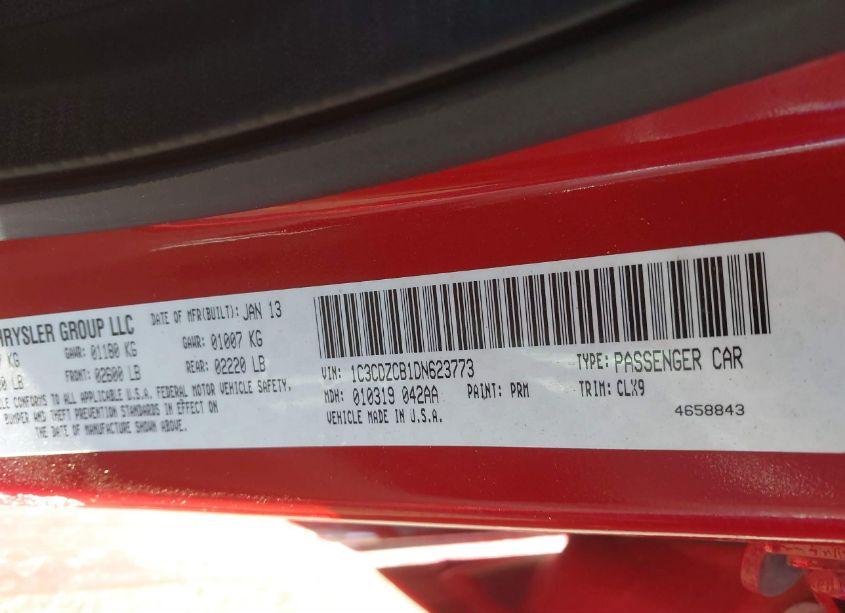 HRYSLER GROUP LLC DATE OF MFR(BUILT): JAN 13
KG GAWR: 01180 KG GAWR: 01007 KG
LB FRONT: 02600 LB REAR: 02220 LB
CONFORMS TO ALL APPLICABLE U.S.A. FEDERAL MOTOR VEHICLE SAFETY,
BUMPER AND THEFT PREVENTION STANDARDS IN EFFECT ON
THE DATE OF MANUFACTURE SHOWN ABOVE.
VIN: 1C3CDZCB1DN623773 TYPE: PASSENGER CAR
MDH: 010319 042AA PAINT: PRM TRIM: CLX9
VEHICLE MADE IN U.S.A. 4658843